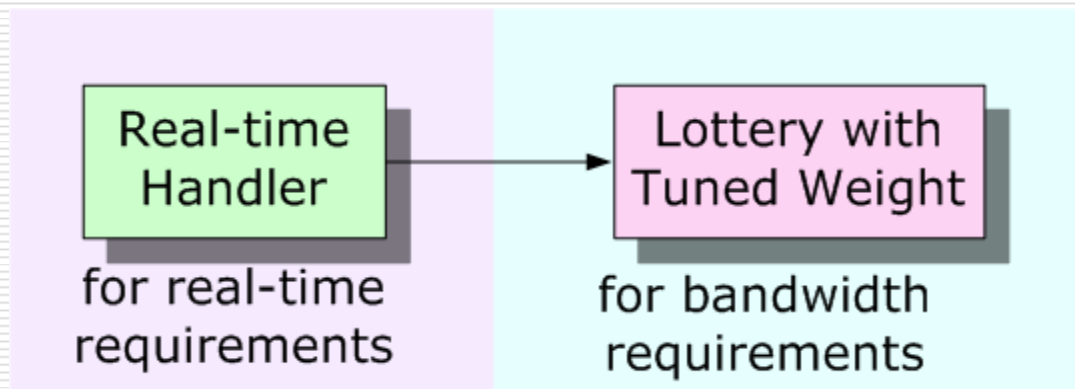 Real-time
Handler
for real-time
requirements
Lottery with
Tuned Weight
for bandwidth
requirements